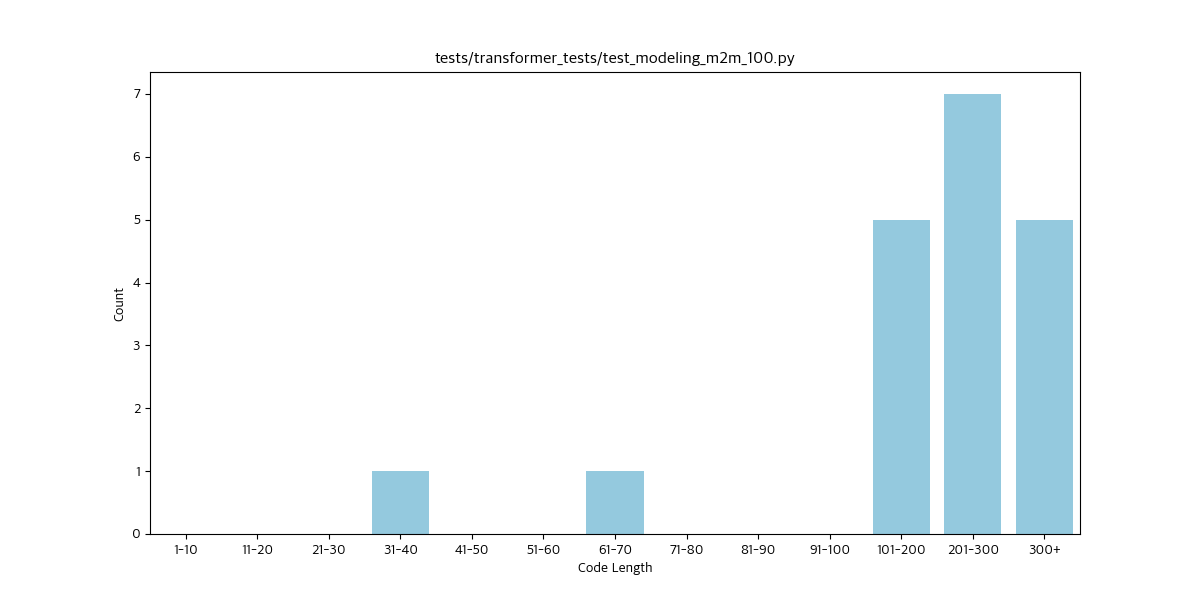 tests/transformer_tests/test_modeling_m2m_100.py
7
6
5
4
3
2
1
0
Count
1-10 11-20 21-30 31-40 41-50 51-60 61-70 71-80 81-90 91-100 101-200 201-300 300+
Code Length